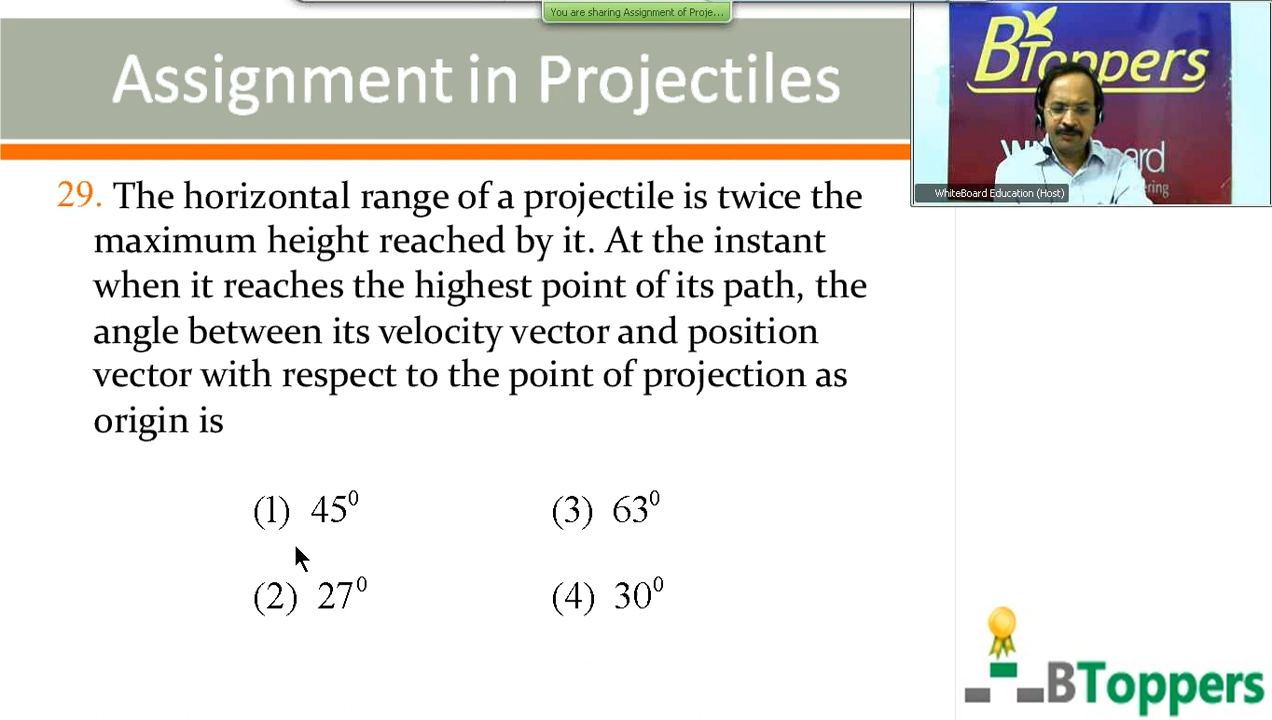 You are sharing Assignment of Proje...
Assignment in Projectiles
BToppers
WhiteBoard Education (Host)
29. The horizontal range of a projectile is twice the
maximum height reached by it. At the instant
when it reaches the highest point of its path, the
angle between its velocity vector and position
vector with respect to the point of projection as
origin is
(1) 45⁰
(3) 63⁰
(2) 27⁰
(4) 30⁰
BToppers